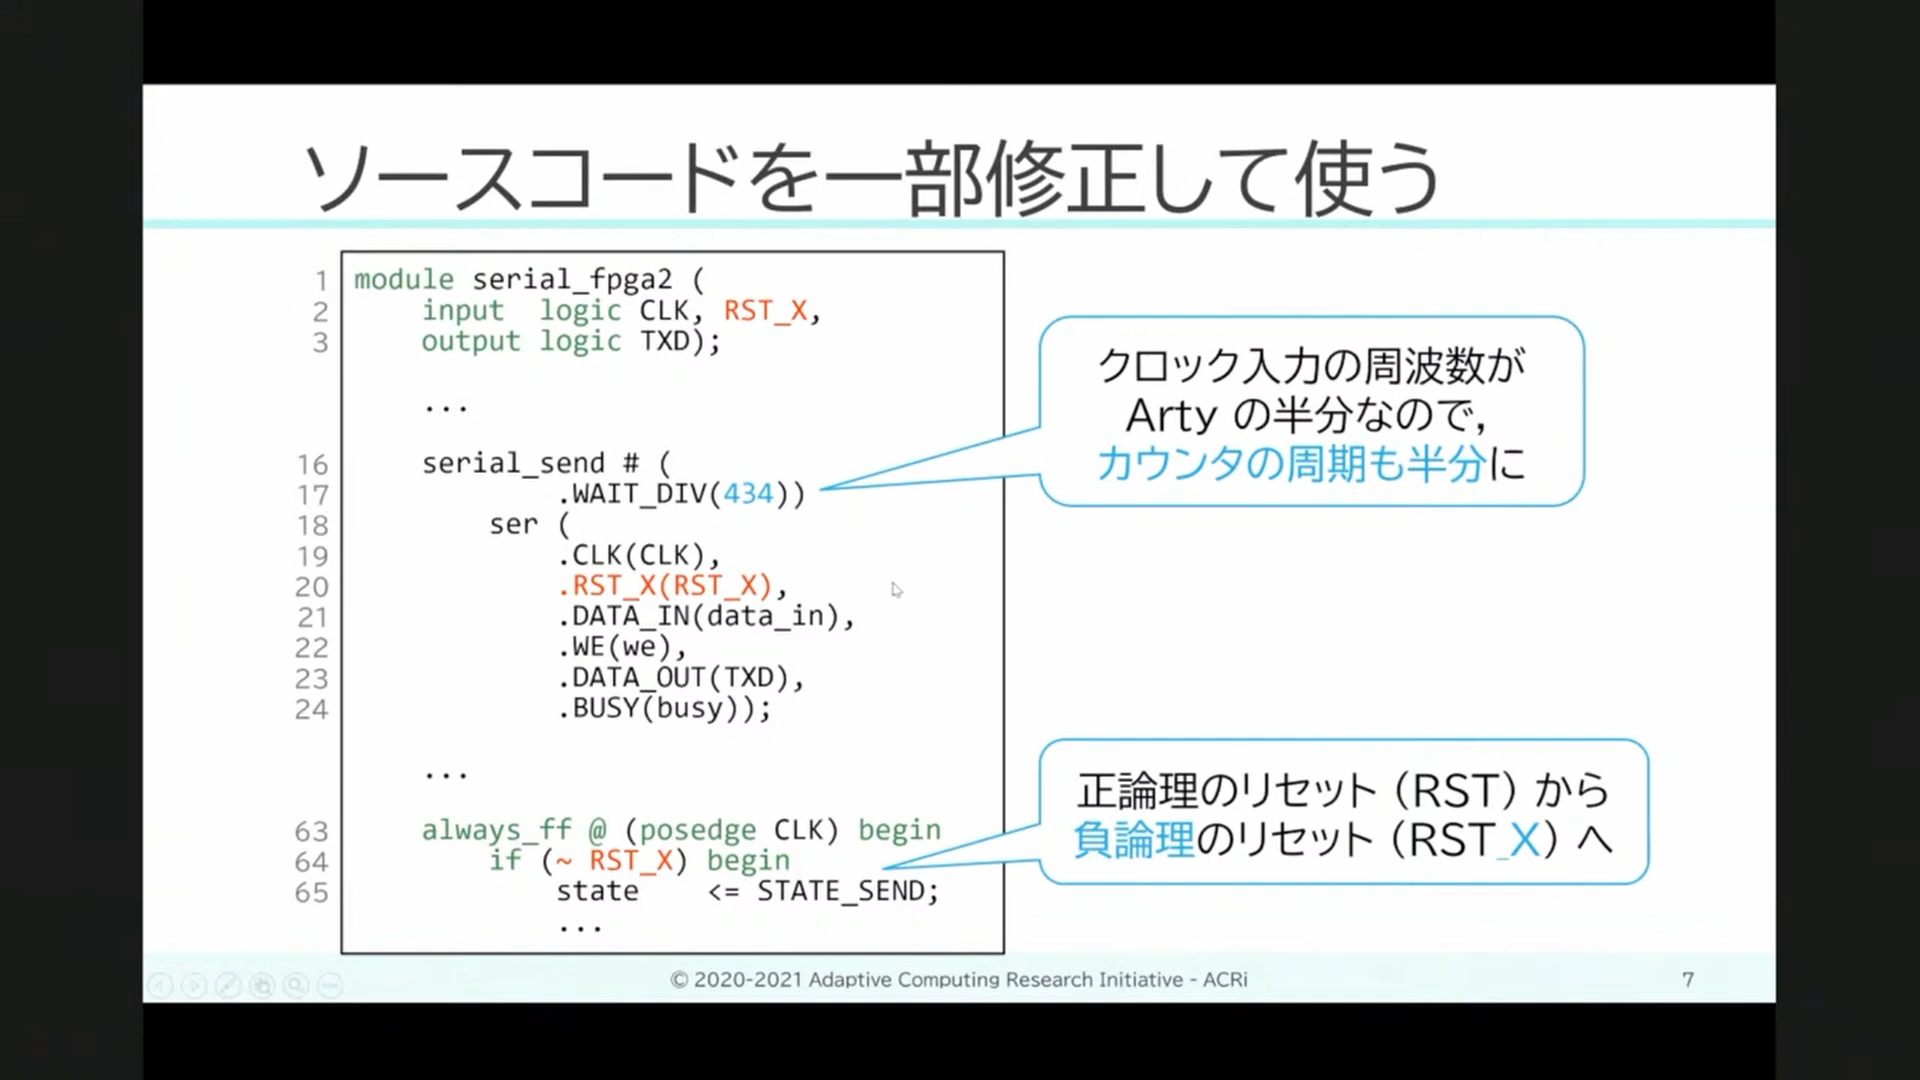 ソースコードを一部修正して使う
1 module serial_fpga2 (
2 input logic CLK, RST_X,
3 output logic TXD);
...
16 serial_send # (
17 .WAIT_DIV(434))
18 ser (
19 .CLK(CLK),
20 .RST_X(RST_X),
21 .DATA_IN(data_in),
22 .WE(we),
23 .DATA_OUT(TXD),
24 .BUSY(busy));
...
63 always_ff @ (posedge CLK) begin
64 if (~ RST_X) begin
65 state <= STATE_SEND;
...
クロック入力の周波数が
Arty の半分なので,
カウンタの周期も半分に
正論理のリセット (RST) から
負論理のリセット (RST_X) へ
© 2020-2021 Adaptive Computing Research Initiative - ACRi
7